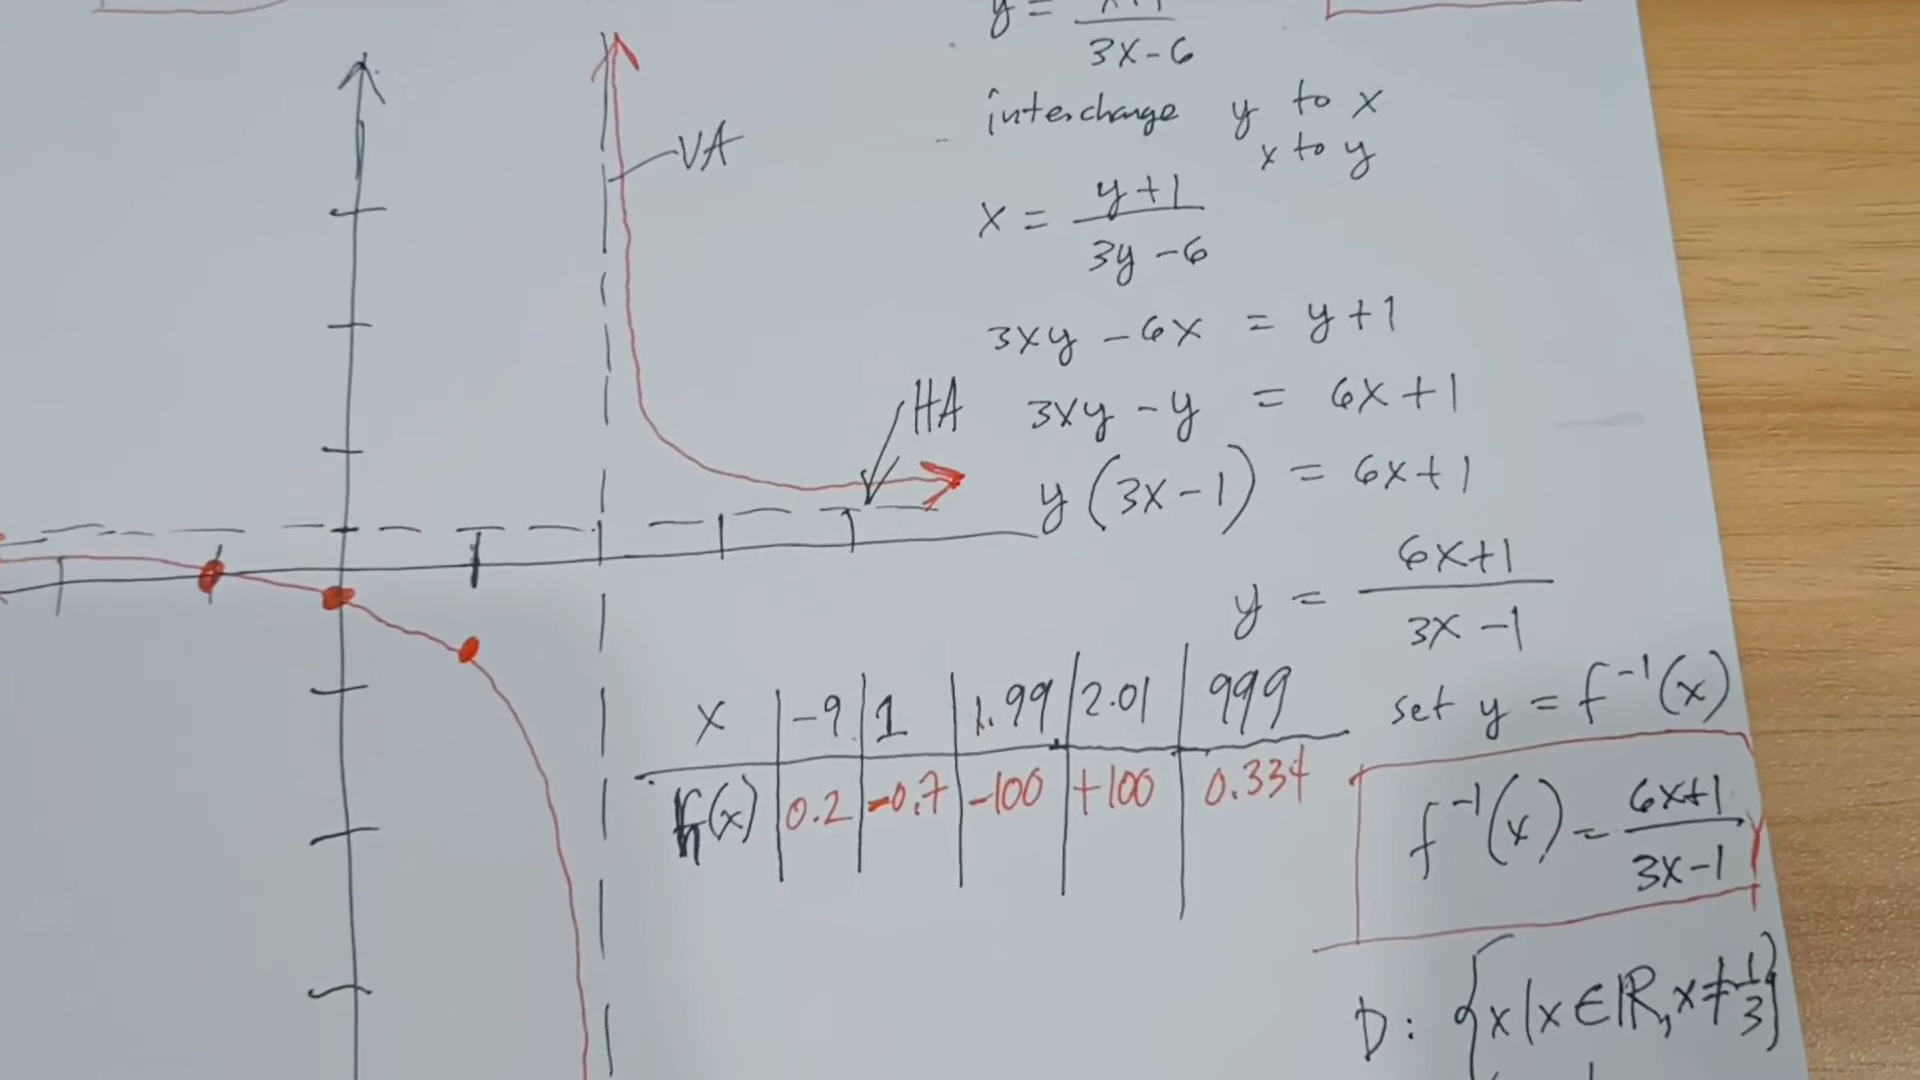 y = x+1 / 3x-6
interchange y to x
x to y
x = y+1 / 3y-6
3xy - 6x = y+1
3xy - y = 6x+1
y(3x-1) = 6x+1
y = 6x+1 / 3x-1
set y = f⁻¹(x)
f⁻¹(x) = 6x+1 / 3x-1
D: {x|x∈ℝ, x≠1/3}
VA
HA
x | -9 | 1 | 1.99 | 2.01 | 999
f(x) | 0.2 | -0.7 | -100 | +100 | 0.334